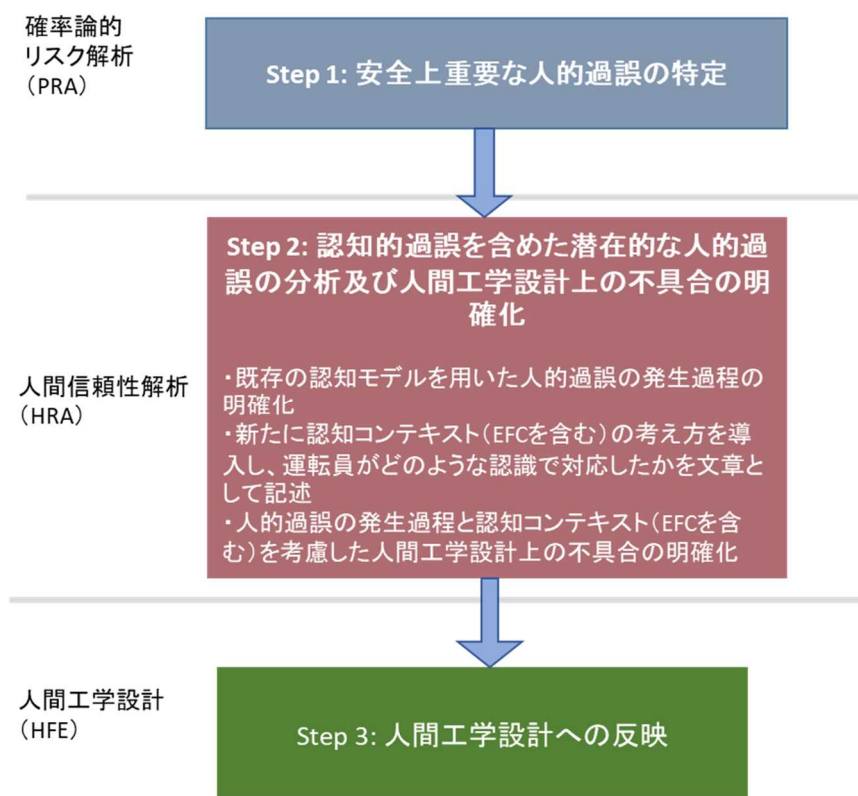 確率論的
リスク解析
(PRA)
Step 1: 安全上重要な人的過誤の特定
Step 2: 認知的過誤を含めた潜在的な人的過
誤の分析及び人間工学設計上の不具合の明
確化
人間信頼性解析
(HRA)
・既存の認知モデルを用いた人的過誤の発生過程の
明確化
・新たに認知コンテキスト(EFCを含む)の考え方を導
入し、運転員がどのような認識で対応したかを文章と
して記述
・人的過誤の発生過程と認知コンテキスト(EFCを含
む)を考慮した人間工学設計上の不具合の明確化
人間工学設計
(HFE)
Step 3: 人間工学設計への反映